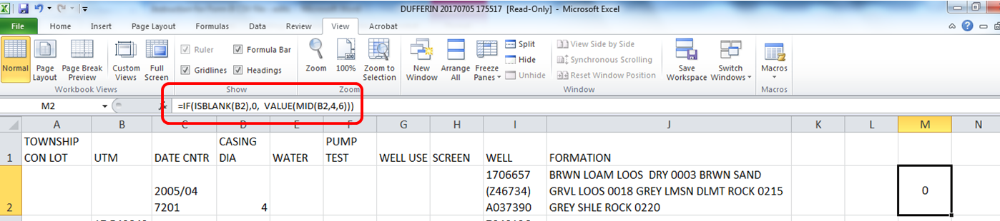 DUFFERIN 20170705 175517 [Read-Only] - Microsoft Excel
File Home Insert Page Layout Formulas Data Review View Acrobat
Normal Page Layout Page Break Preview Custom Views Full Screen
Workbook Views
Ruler Formula Bar
Gridlines Headings
Show
Zoom 100% Zoom to Selection
Zoom
New Window Arrange All Freeze Panes
Split
Hide
Unhide
View Side by Side
Synchronous Scrolling
Reset Window Position
Save Workspace Switch Windows
Window
Macros
Macros
M2 fx =IF(ISBLANK(B2),0, VALUE(MID(B2,4,6)))
A B C D E F G H I J K L M N
TOWNSHIP CASING PUMP
1 CON LOT UTM DATE CNTR DIA WATER TEST WELL USE SCREEN WELL FORMATION
1706657 BRWN LOAM LOOS DRY 0003 BRWN SAND
2005/04 (Z46734) GRVL LOOS 0018 GREY LMSN DLMT ROCK 0215 0
2 7201 4 A037390 GREY SHLE ROCK 0220